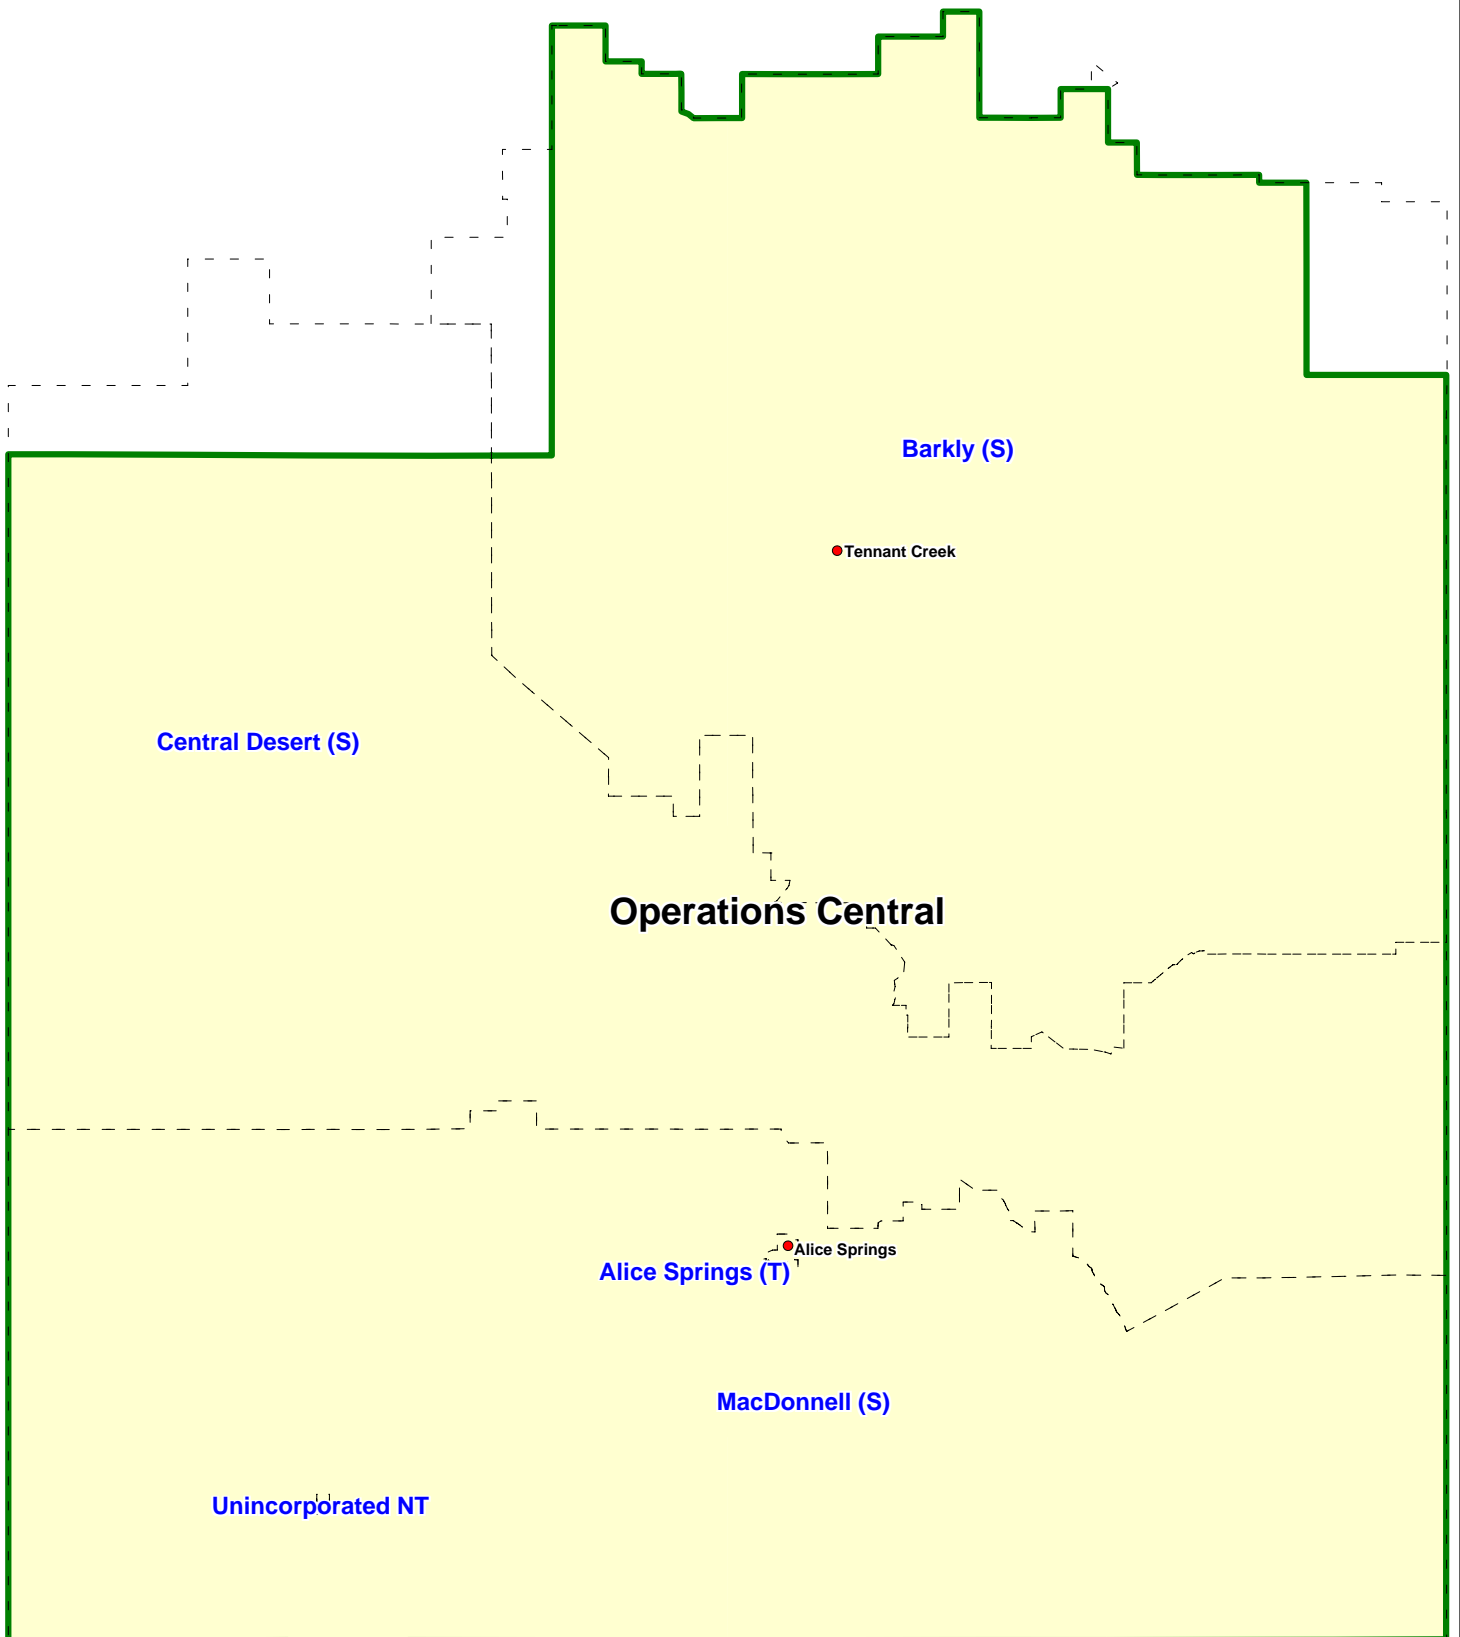 Barkly (S)
Tennant Creek
Central Desert (S)
Operations Central
Alice Springs
Alice Springs (T)
MacDonnell (S)
Unincorporated NT